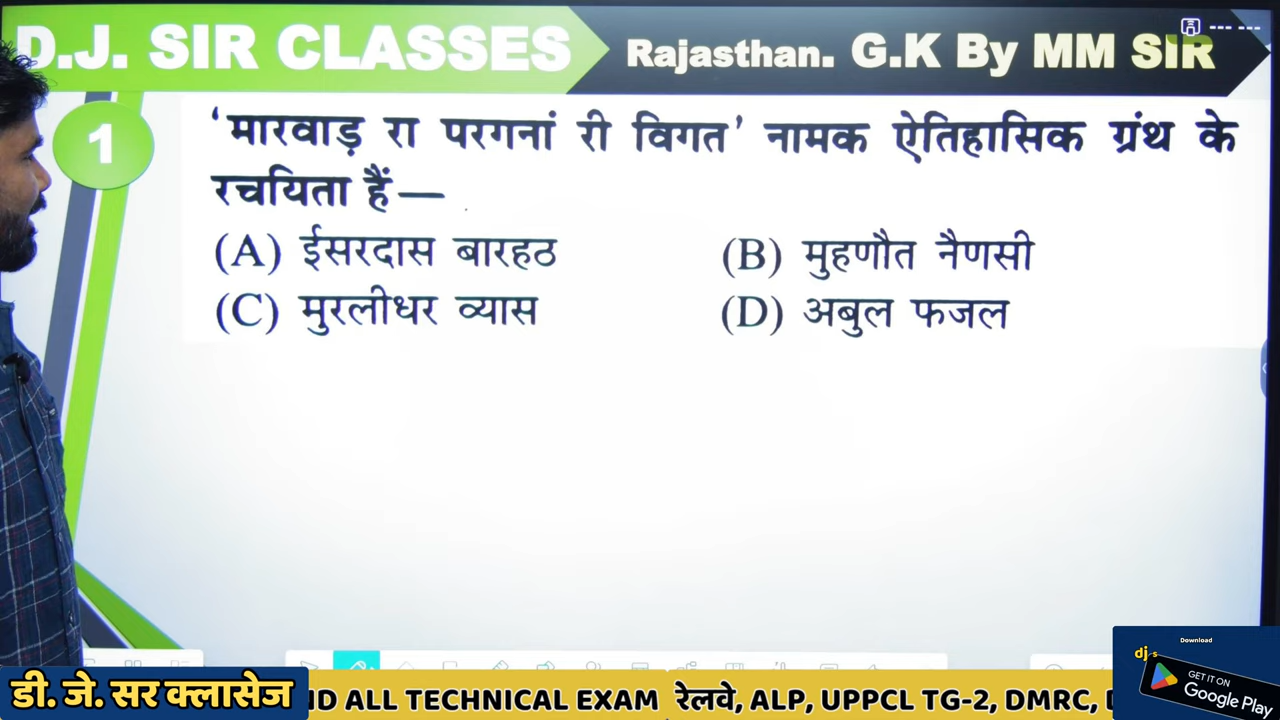 D.J. SIR CLASSES
Rajasthan. G.K By MM SIR
1
'मारवाड़ रा परगनां री विगत' नामक ऐतिहासिक ग्रंथ के
रचयिता हैं—
(A) ईसरदास बारहठ
(B) मुहणौत नैणसी
(C) मुरलीधर व्यास
(D) अबुल फजल
Download
डी. जे. सर क्लासेज
ND ALL TECHNICAL EXAM रेलवे, ALP, UPPCL TG-2, DMRC,
GET IT ON
Google Play